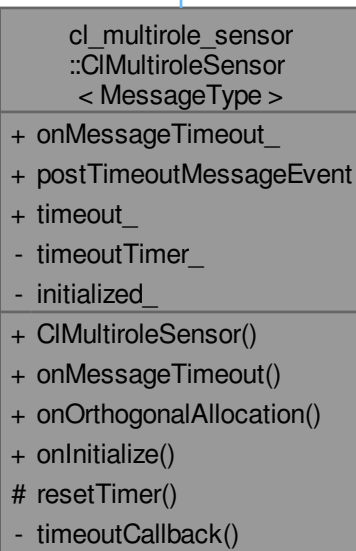 cl_multirole_sensor
::ClMultiroleSensor
< MessageType >
+ onMessageTimeout_
+ postTimeoutMessageEvent
+ timeout_
- timeoutTimer_
- initialized_
+ ClMultiroleSensor()
+ onMessageTimeout()
+ onOrthogonalAllocation()
+ onInitialize()
# resetTimer()
- timeoutCallback()